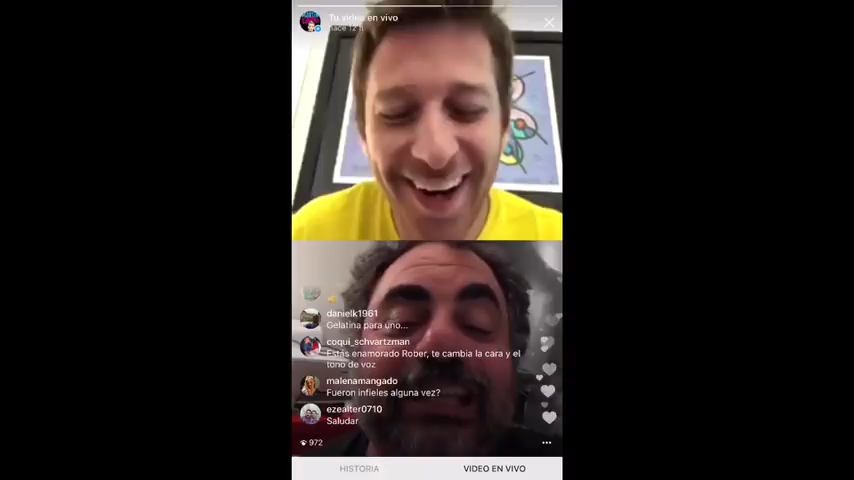 Tu video en vivo
hace 12 h
danielk1961
Gelatina para uno...
coqui_schvartzman
Estás enamorado Rober, te cambia la cara y el
tono de voz
malenamangado
Fueron infieles alguna vez?
ezealter0710
Saludar
972
HISTORIA
VIDEO EN VIVO